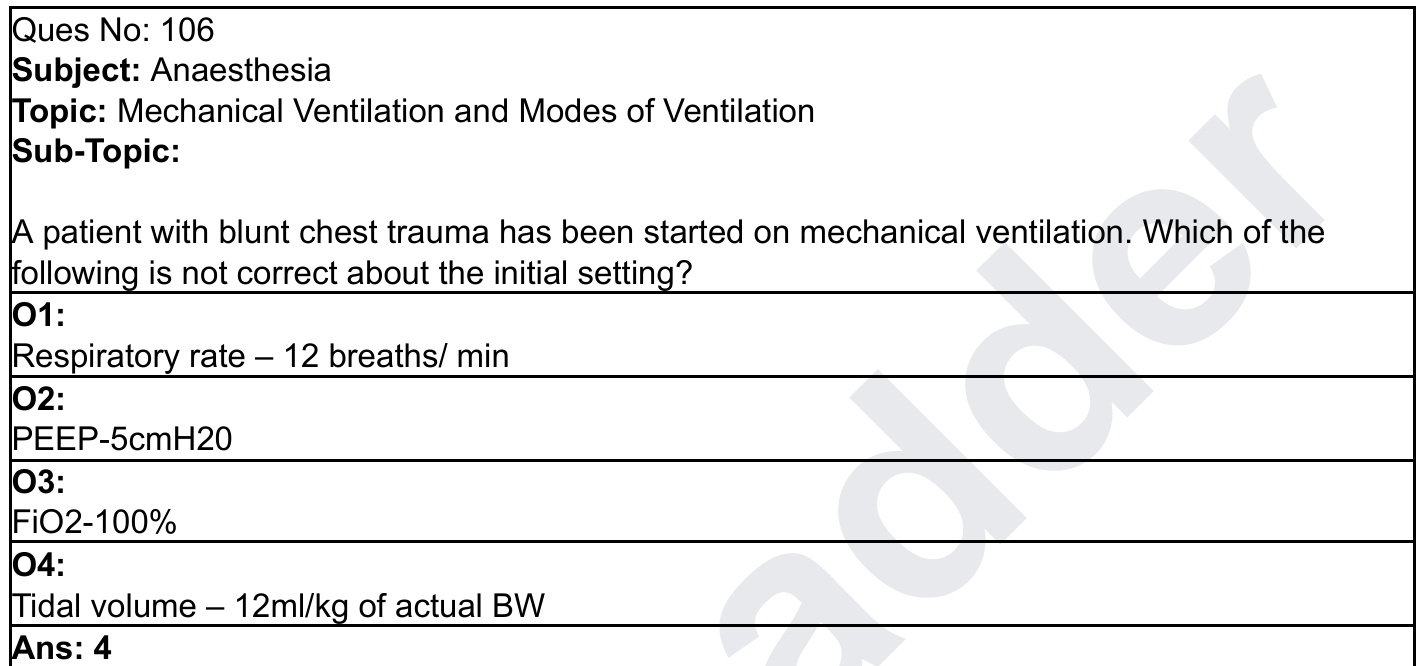 Ques No: 106
Subject: Anaesthesia
Topic: Mechanical Ventilation and Modes of Ventilation
Sub-Topic:
A patient with blunt chest trauma has been started on mechanical ventilation. Which of the
following is not correct about the initial setting?
O1:
Respiratory rate – 12 breaths/ min
O2:
PEEP-5cmH20
O3:
FiO2-100%
O4:
Tidal volume – 12ml/kg of actual BW
Ans: 4
adder